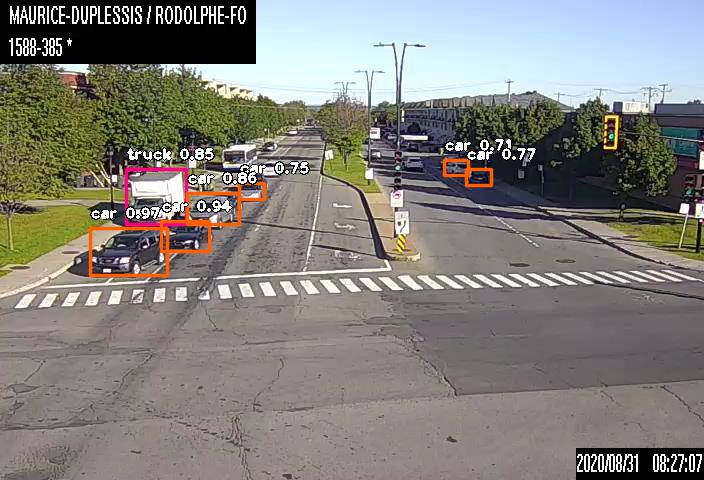 MAURICE-DUPLESSIS / RODOLPHE-FO
1588-385 *
car 0.71
truck 0.85
car 0.77
car 0.75
car 0.86
car 0.94
car 0.97
2020/08/31 08:27:07